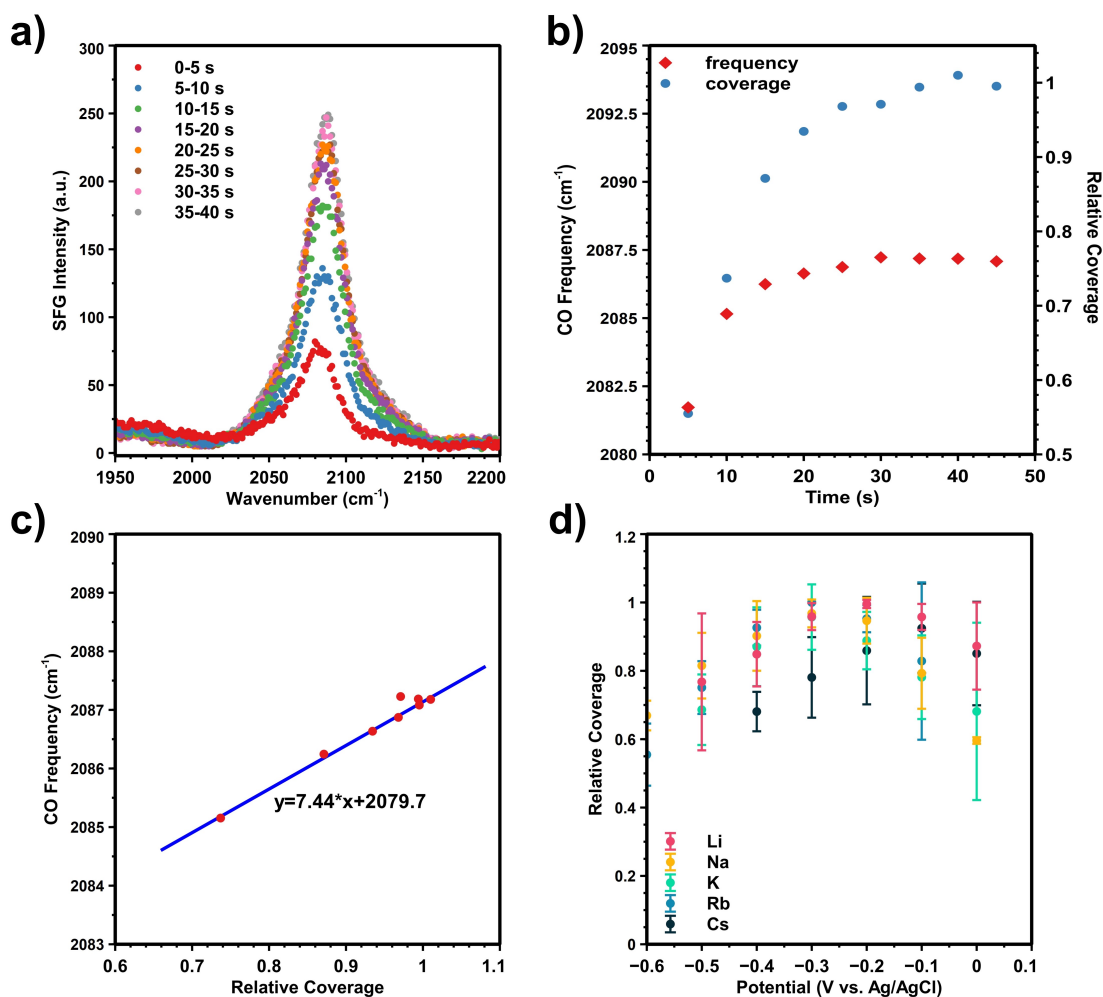 a)
300
250
200
150
100
50
0
SFG Intensity (a.u.)
0-5 s
5-10 s
10-15 s
15-20 s
20-25 s
25-30 s
30-35 s
35-40 s
1950 2000 2050 2100 2150 2200
Wavenumber (cm⁻¹)
b)
2095
2092.5
2090
2087.5
2085
2082.5
2080
CO Frequency (cm⁻¹)
frequency
coverage
1
0.9
0.8
0.7
0.6
0.5
Relative Coverage
0 10 20 30 40 50
Time (s)
c)
2090
2089
2088
2087
2086
2085
2084
2083
CO Frequency (cm⁻¹)
y=7.44*x+2079.7
0.6 0.7 0.8 0.9 1 1.1
Relative Coverage
d)
1.2
1
0.8
0.6
0.4
0.2
0
Relative Coverage
Li
Na
K
Rb
Cs
−0.6 −0.5 −0.4 −0.3 −0.2 −0.1 0 0.1
Potential (V vs. Ag/AgCl)